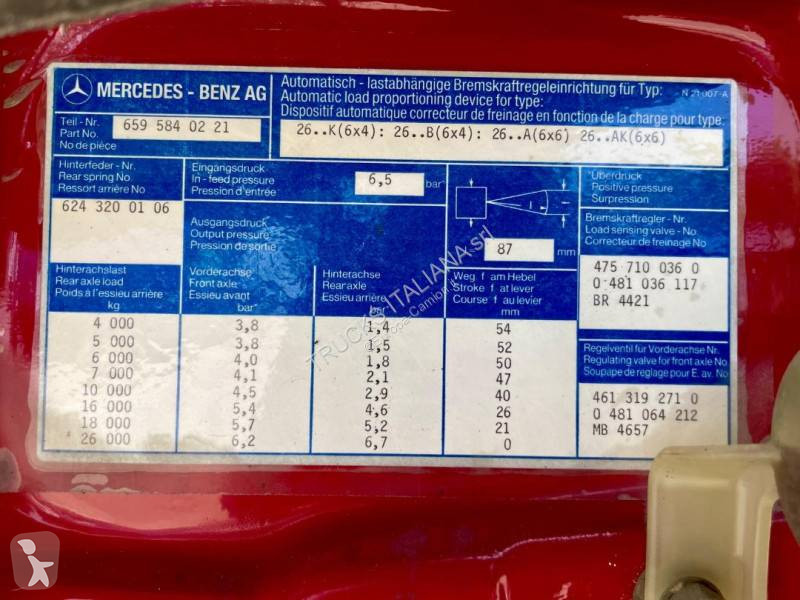 MERCEDES - BENZ AG
Automatisch - lastabhängige Bremskraftregeleinrichtung für Typ:
N 21 007-A
Automatic load proportioning device for type:
Dispositif automatique correcteur de freinage en fonction de la charge pour type:
26..K(6x4): 26..B(6x4): 26..A(6x6) 26..AK(6x6)
Teil - Nr.
Part No.
No de pièce
659 584 02 21
Hinterfeder - Nr.
Rear spring No
Ressort arrière No
624 320 01 06
Eingangsdruck
In - feed pressure
Pression d'entrée
6,5
bar
Ausgangsdruck
Output pressure
Pression de sortie
87
mm
Überdruck
Positive pressure
Surpression
Bremskraftregler - Nr.
Load sensing valve - No
Correcteur de freinage No
475 710 036 0
0 481 036 117
BR 4421
Hinterachslast
Rear axle load
Poids à l'essieu arrière
kg
Vorderachse
Front axle
Essieu avant
bar
Hinterachse
Rear axle
Essieu arrière
bar
Weg f am Hebel
Stroke f at lever
Course f au levier
mm
4 000 3,8 1,4 54
5 000 3,8 1,5 52
6 000 4,0 1,8 50
7 000 4,1 2,1 47
10 000 4,5 2,9 40
16 000 5,4 4,6 26
18 000 5,7 5,2 21
26 000 6,2 6,7 0
Regelventil für Vorderachse Nr.
Regulating valve for front axle No
Soupape de reglage pour E. av. No
461 319 271 0
0 481 064 212
MB 4657
TRUCKS ITALIANA srl